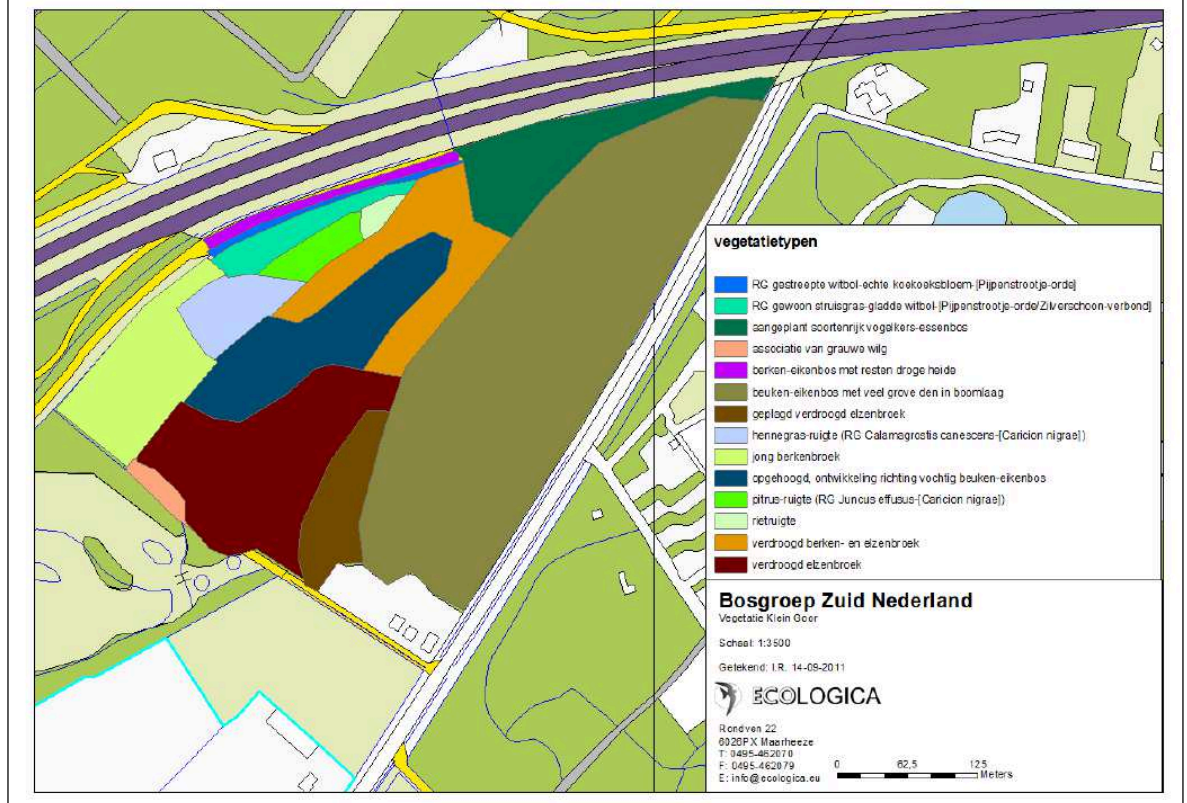 vegetatietypen
RG gestreepte witbol-echte koekoeksbloem-[Pijpenstrootje-orde]
RG gewoon struisgras-gladde witbol-[Pijpenstrootje-orde/Zilverschoon-verbond]
aangeplant soortenrijk vogelkers-essenbos
associatie van grauwe wilg
berken-eikenbos met resten droge heide
beuken-eikenbos met veel grove den in boomlaag
geplagd verdroogd elzenbroek
hennegras-ruigte (RG Calamagrostis canescens-[Caricion nigrae])
jong berkenbroek
opgehoogd, ontwikkeling richting vochtig beuken-eikenbos
pitrus-ruigte (RG Juncus effusus-[Caricion nigrae])
rietruigte
verdroogd berken- en elzenbroek
verdroogd elzenbroek
Bosgroep Zuid Nederland
Vegetatie Klein Goor
Schaal: 1:3500
Getekend: I.R. 14-09-2011
ECOLOGICA
Rondven 22
6026PX Maarheeze
T: 0495-462070
F: 0495-462079
E: info@ecologica.eu
0 62,5 125
Meters